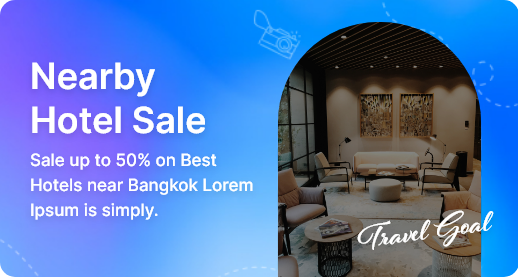 Nearby
Hotel Sale
Sale up to 50% on Best
Hotels near Bangkok Lorem
Ipsum is simply.
Travel Goal